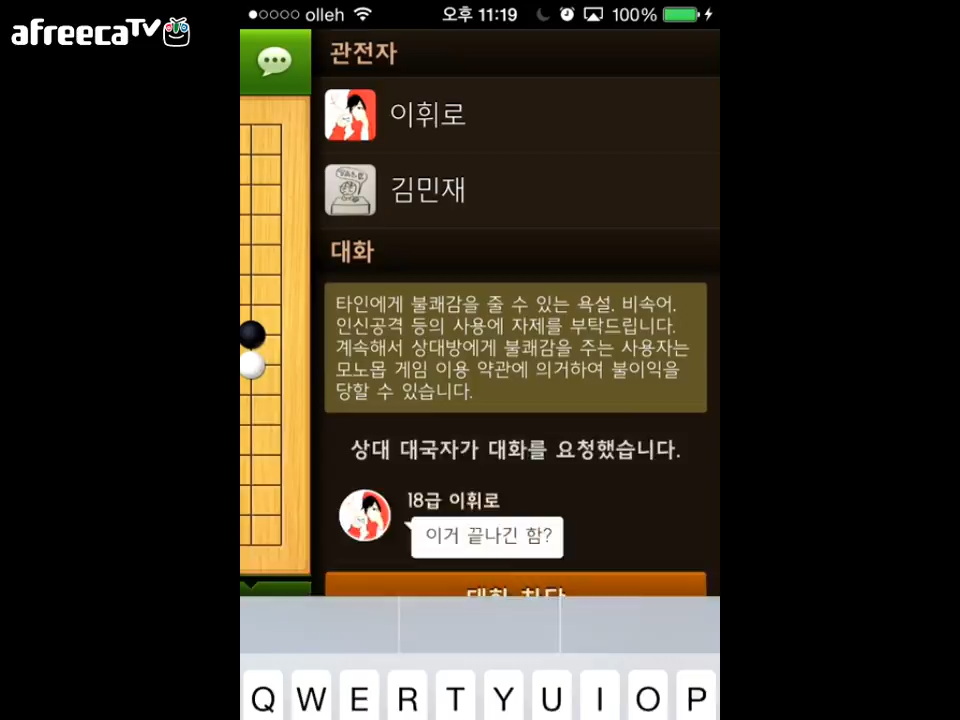 afreecaTV
olleh 오후 11:19 100%
관전자
이휘로
김민재
대화
타인에게 불쾌감을 줄 수 있는 욕설, 비속어,
인신공격 등의 사용에 자제를 부탁드립니다.
계속해서 상대방에게 불쾌감을 주는 사용자는
모노몹 게임 이용 약관에 의거하여 불이익을
당할 수 있습니다.
상대 대국자가 대화를 요청했습니다.
18급 이휘로
이거 끝나긴 함?
대화 차단
Q W E R T Y U I O P